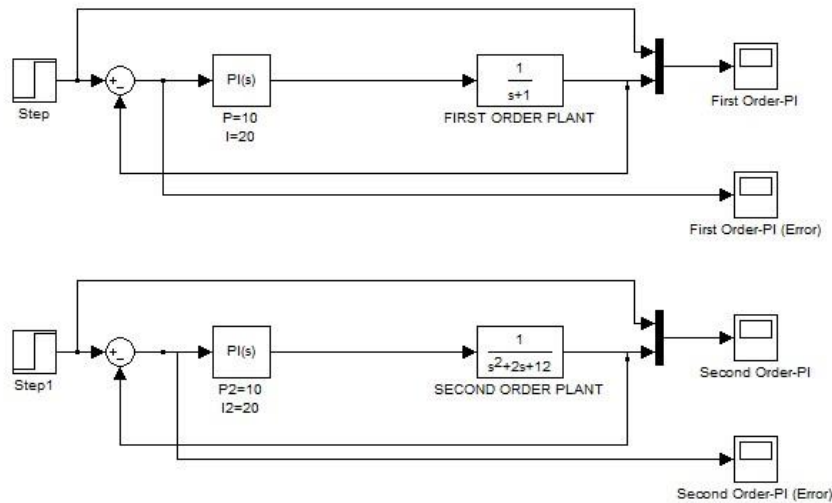 +
−
PI(s)
1
s+1
Step
P=10
I=20
FIRST ORDER PLANT
First Order-PI
First Order-PI (Error)
+
−
PI(s)
1
s²+2s+12
Step1
P2=10
I2=20
SECOND ORDER PLANT
Second Order-PI
Second Order-PI (Error)